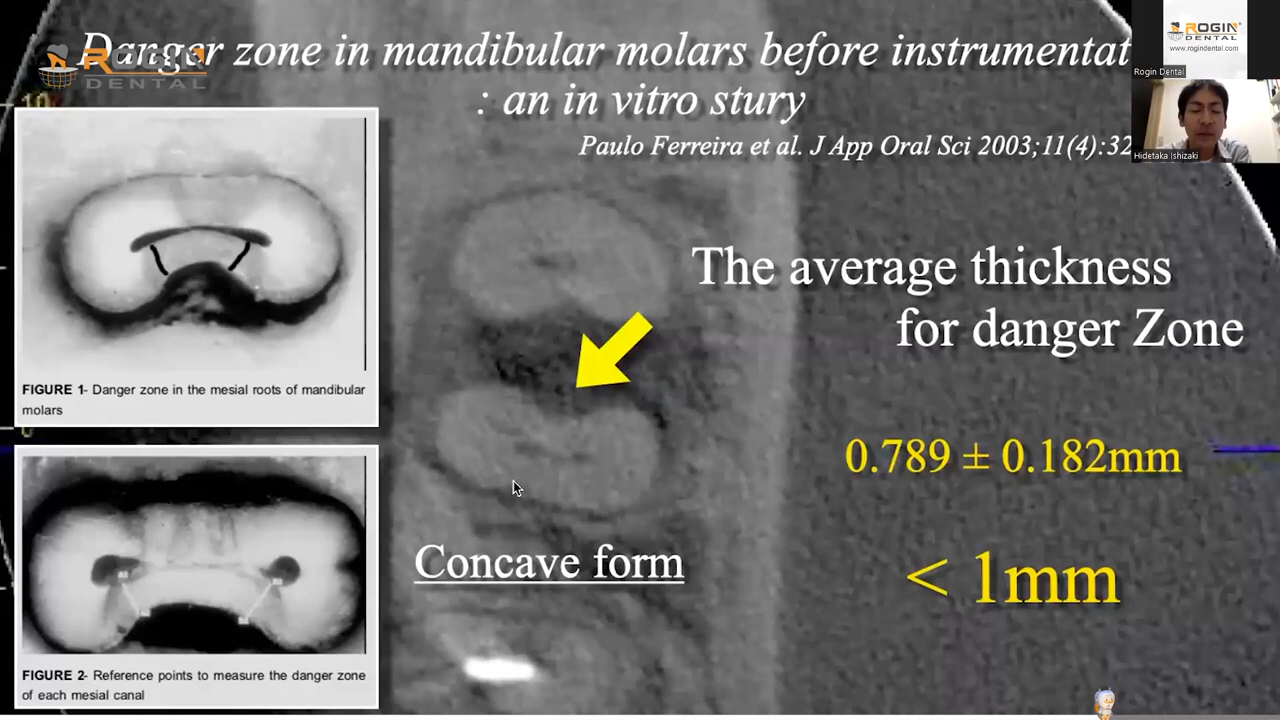 Danger zone in mandibular molars before instrumentat
: an in vitro stury
Paulo Ferreira et al. J App Oral Sci 2003;11(4):32
ROGIN
DENTAL
ROGIN
DENTAL
www.rogindental.com
Rogin Dental
Hidetaka Ishizaki
The average thickness
for danger Zone
0.789 ± 0.182mm
< 1mm
Concave form
FIGURE 1- Danger zone in the mesial roots of mandibular
molars
FIGURE 2- Reference points to measure the danger zone
of each mesial canal